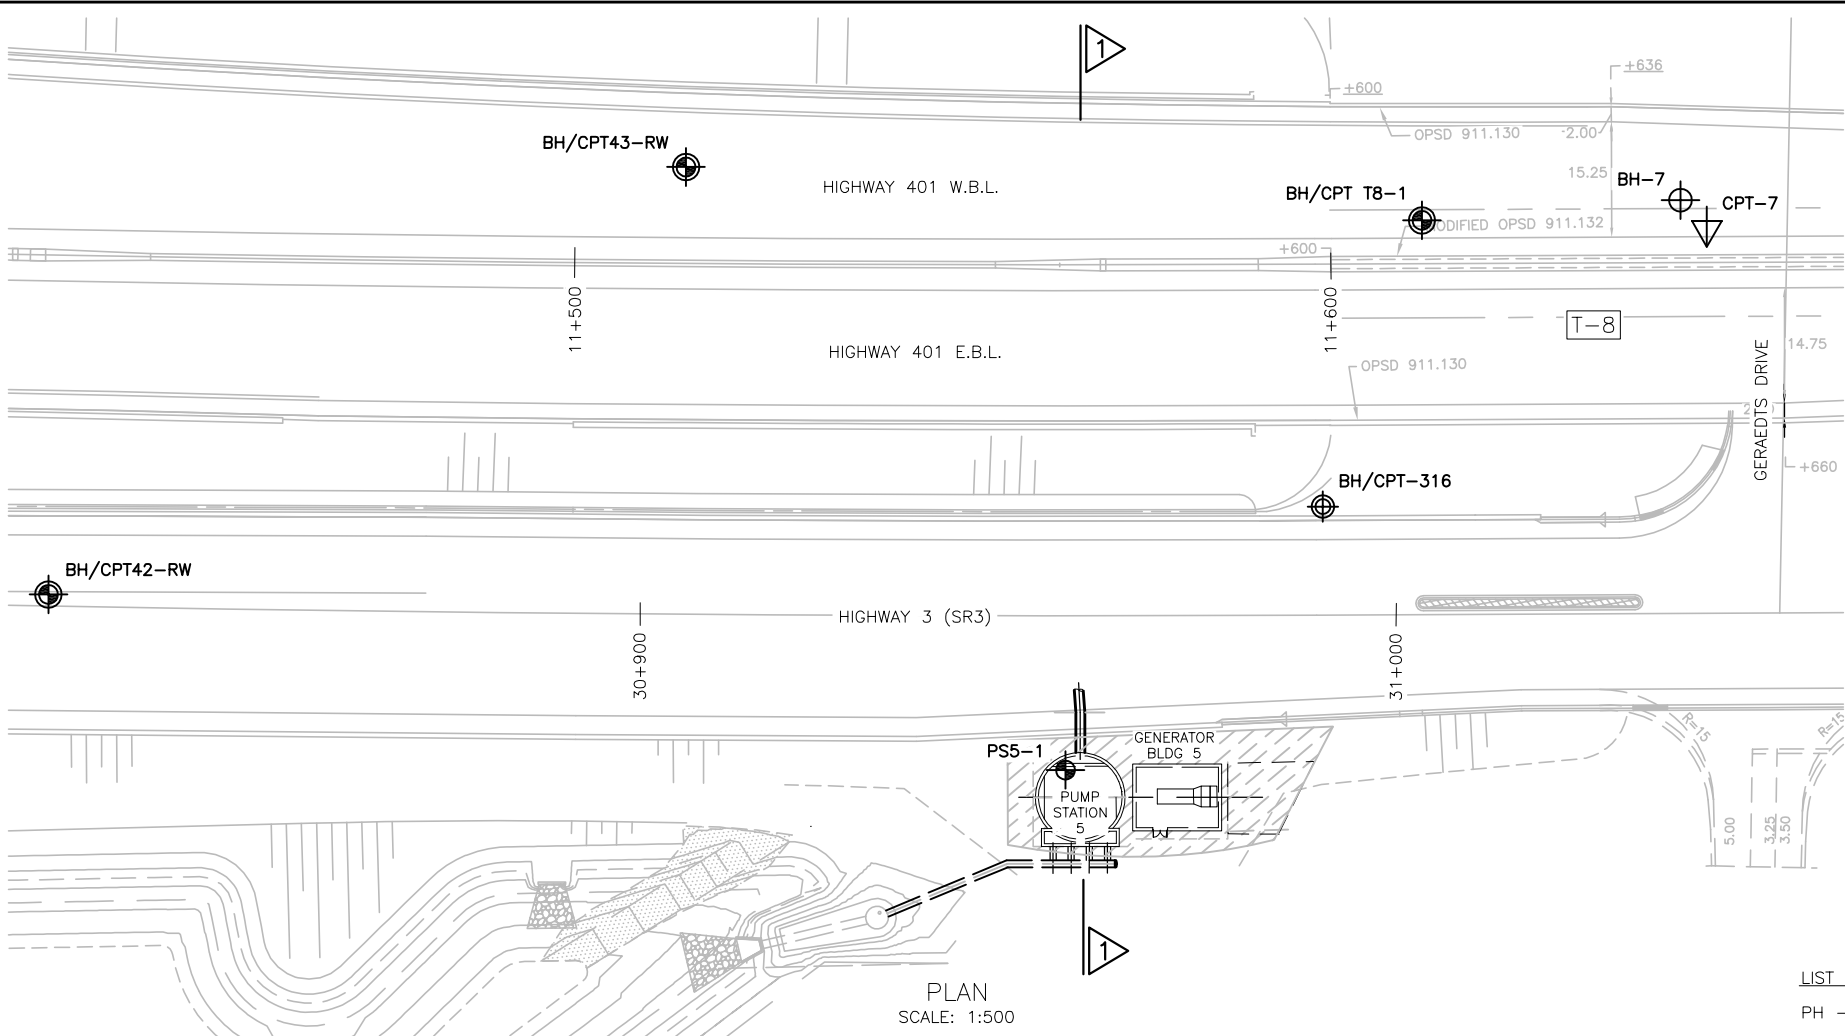 1
+636
+600
OPSD 911.130
2.00
BH/CPT43-RW
15.25
BH-7
HIGHWAY 401 W.B.L.
BH/CPT T8-1
CPT-7
ODIFIED OPSD 911.132
+600
11+500
11+600
T-8
HIGHWAY 401 E.B.L.
14.75
OPSD 911.130
GERAEDTS DRIVE
+660
BH/CPT-316
BH/CPT42-RW
HIGHWAY 3 (SR3)
30+900
31+000
R=15
R=15
PS5-1
GENERATOR
BLDG 5
PUMP
STATION
5
5.00
3.25
3.50
1
PLAN
SCALE: 1:500
LIST
PH -